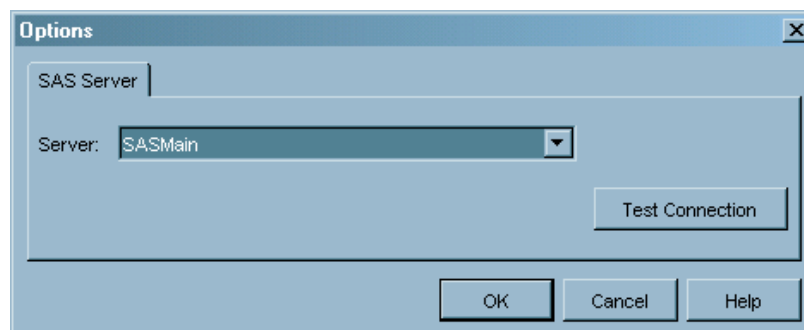 Options
SAS Server
Server: SASMain
Test Connection
OK Cancel Help